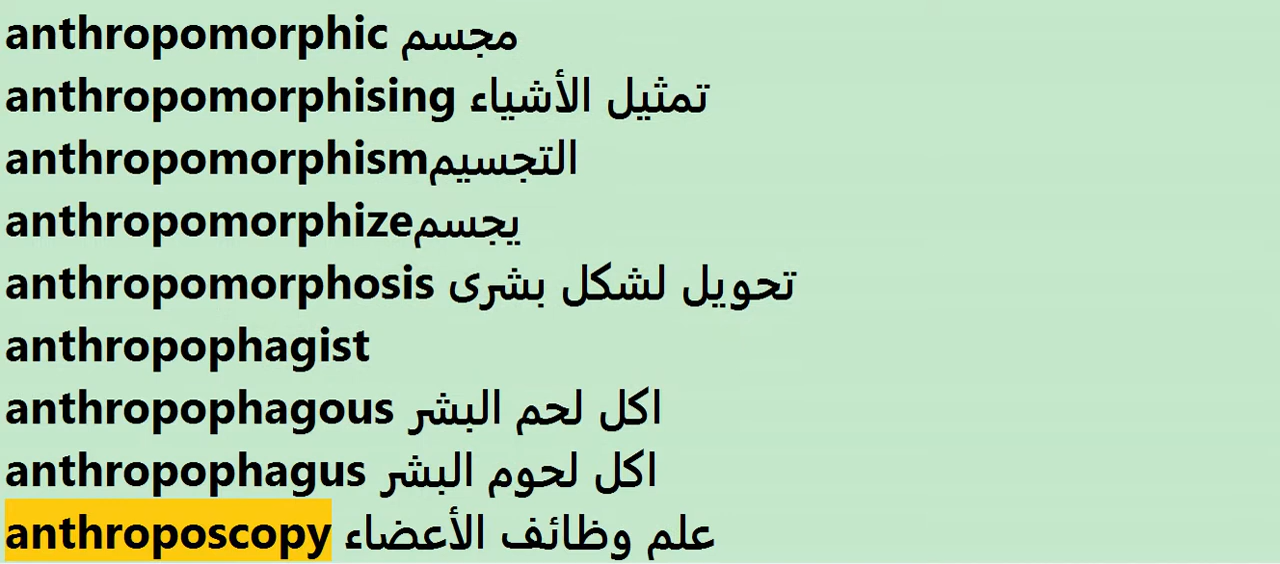 anthropomorphic مجسم
anthropomorphising تمثيل الأشياء
anthropomorphismالتجسيم
anthropomorphizeيجسم
anthropomorphosis تحويل لشكل بشرى
anthropophagist
anthropophagous اكل لحم البشر
anthropophagus اكل لحوم البشر
anthroposcopy علم وظائف الأعضاء